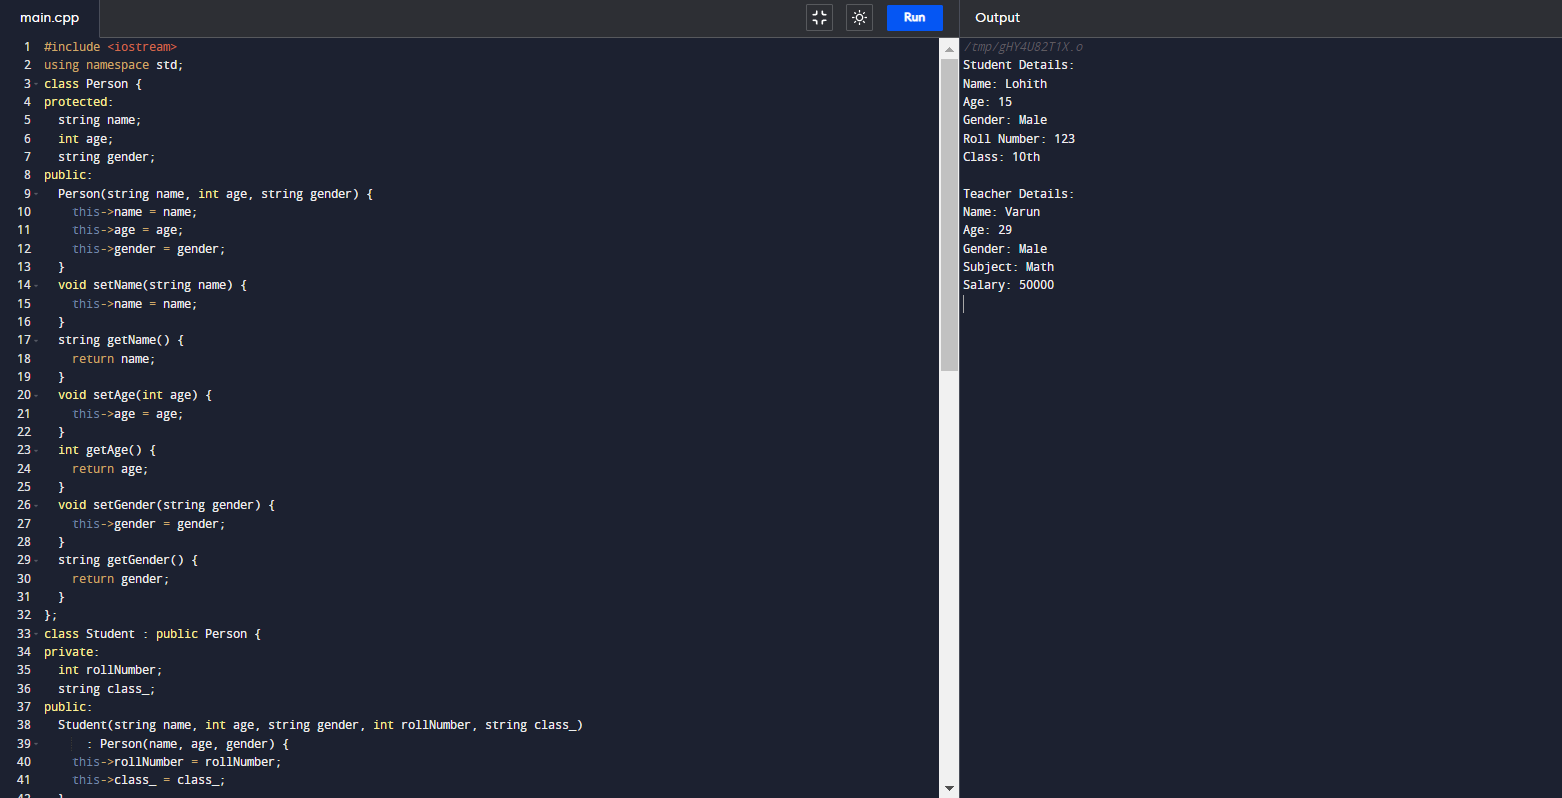 main.cpp
Run
Output
1 #include <iostream>
2 using namespace std;
3 class Person {
4 protected:
5 string name;
6 int age;
7 string gender;
8 public:
9 Person(string name, int age, string gender) {
10 this->name = name;
11 this->age = age;
12 this->gender = gender;
13 }
14 void setName(string name) {
15 this->name = name;
16 }
17 string getName() {
18 return name;
19 }
20 void setAge(int age) {
21 this->age = age;
22 }
23 int getAge() {
24 return age;
25 }
26 void setGender(string gender) {
27 this->gender = gender;
28 }
29 string getGender() {
30 return gender;
31 }
32 };
33 class Student : public Person {
34 private:
35 int rollNumber;
36 string class_;
37 public:
38 Student(string name, int age, string gender, int rollNumber, string class_)
39 : Person(name, age, gender) {
40 this->rollNumber = rollNumber;
41 this->class_ = class_;
42 }
/tmp/gHY4U82T1X.o
Student Details:
Name: Lohith
Age: 15
Gender: Male
Roll Number: 123
Class: 10th
Teacher Details:
Name: Varun
Age: 29
Gender: Male
Subject: Math
Salary: 50000